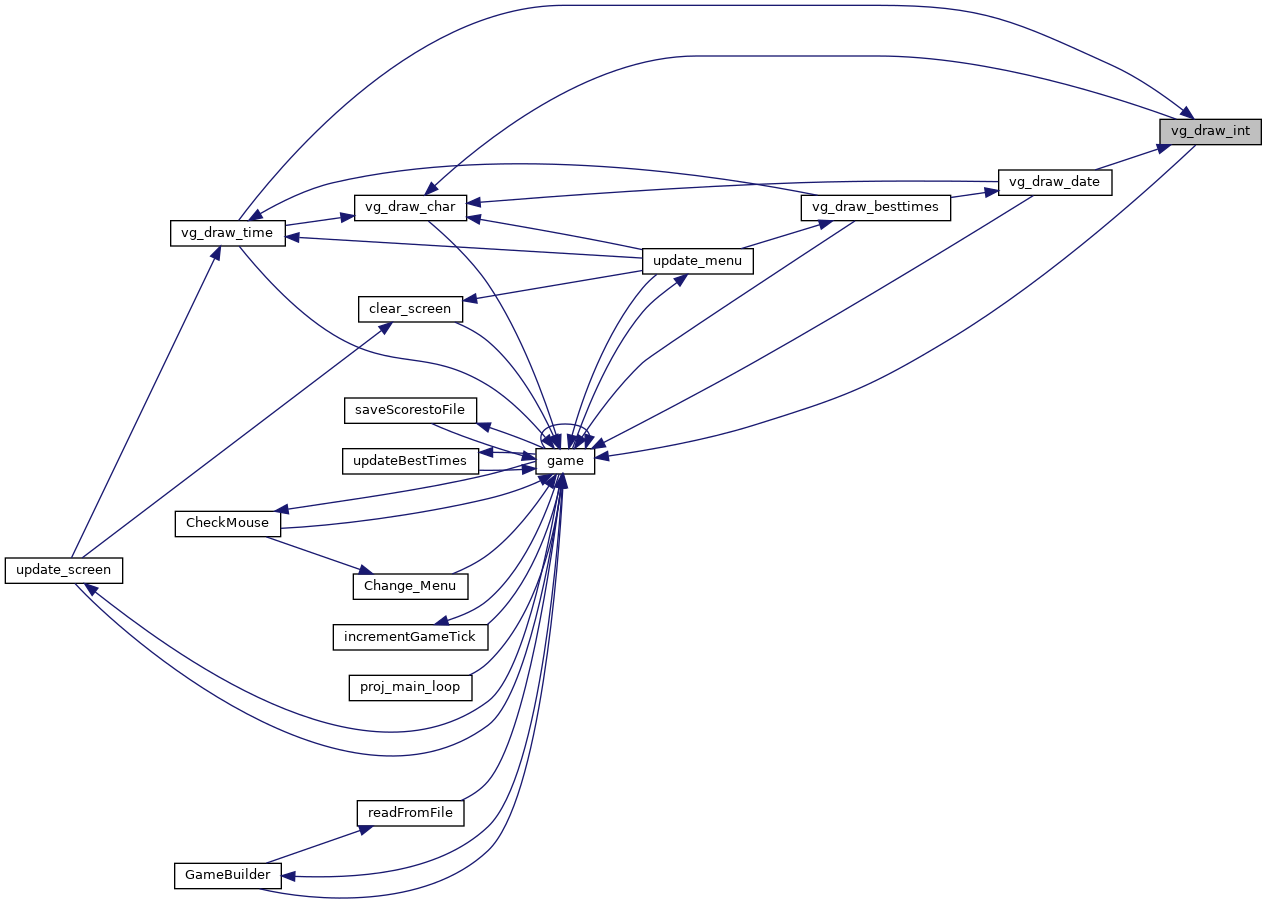 vg_draw_int
vg_draw_date
vg_draw_char
vg_draw_besttimes
vg_draw_time
update_menu
clear_screen
saveScorestoFile
updateBestTimes
game
CheckMouse
update_screen
Change_Menu
incrementGameTick
proj_main_loop
readFromFile
GameBuilder